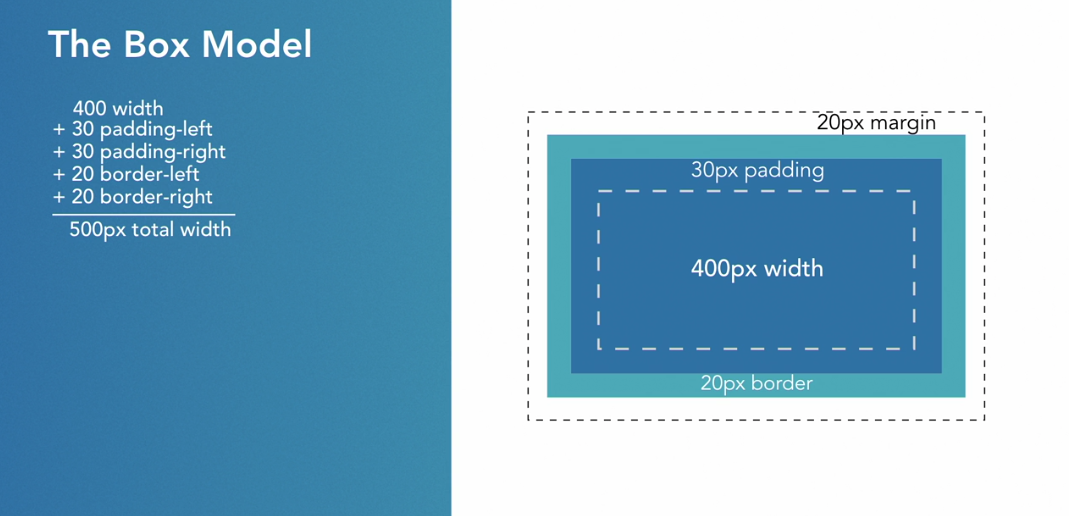 The Box Model
400 width
+ 30 padding-left
+ 30 padding-right
+ 20 border-left
+ 20 border-right
500px total width
20px margin
30px padding
400px width
20px border